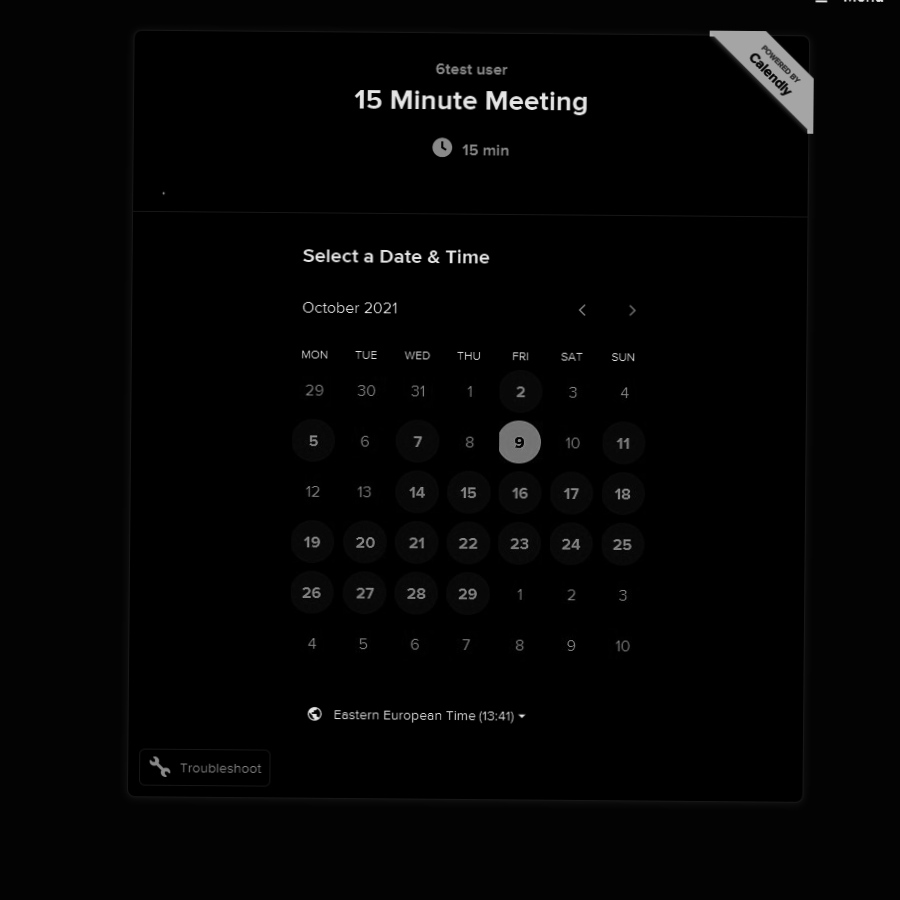 6test user
15 Minute Meeting
15 min
POWERED BY
Calendly
Select a Date & Time
October 2021
MON TUE WED THU FRI SAT SUN
29 30 31 1 2 3 4
5 6 7 8 9 10 11
12 13 14 15 16 17 18
19 20 21 22 23 24 25
26 27 28 29 1 2 3
4 5 6 7 8 9 10
Eastern European Time (13:41)
Troubleshoot